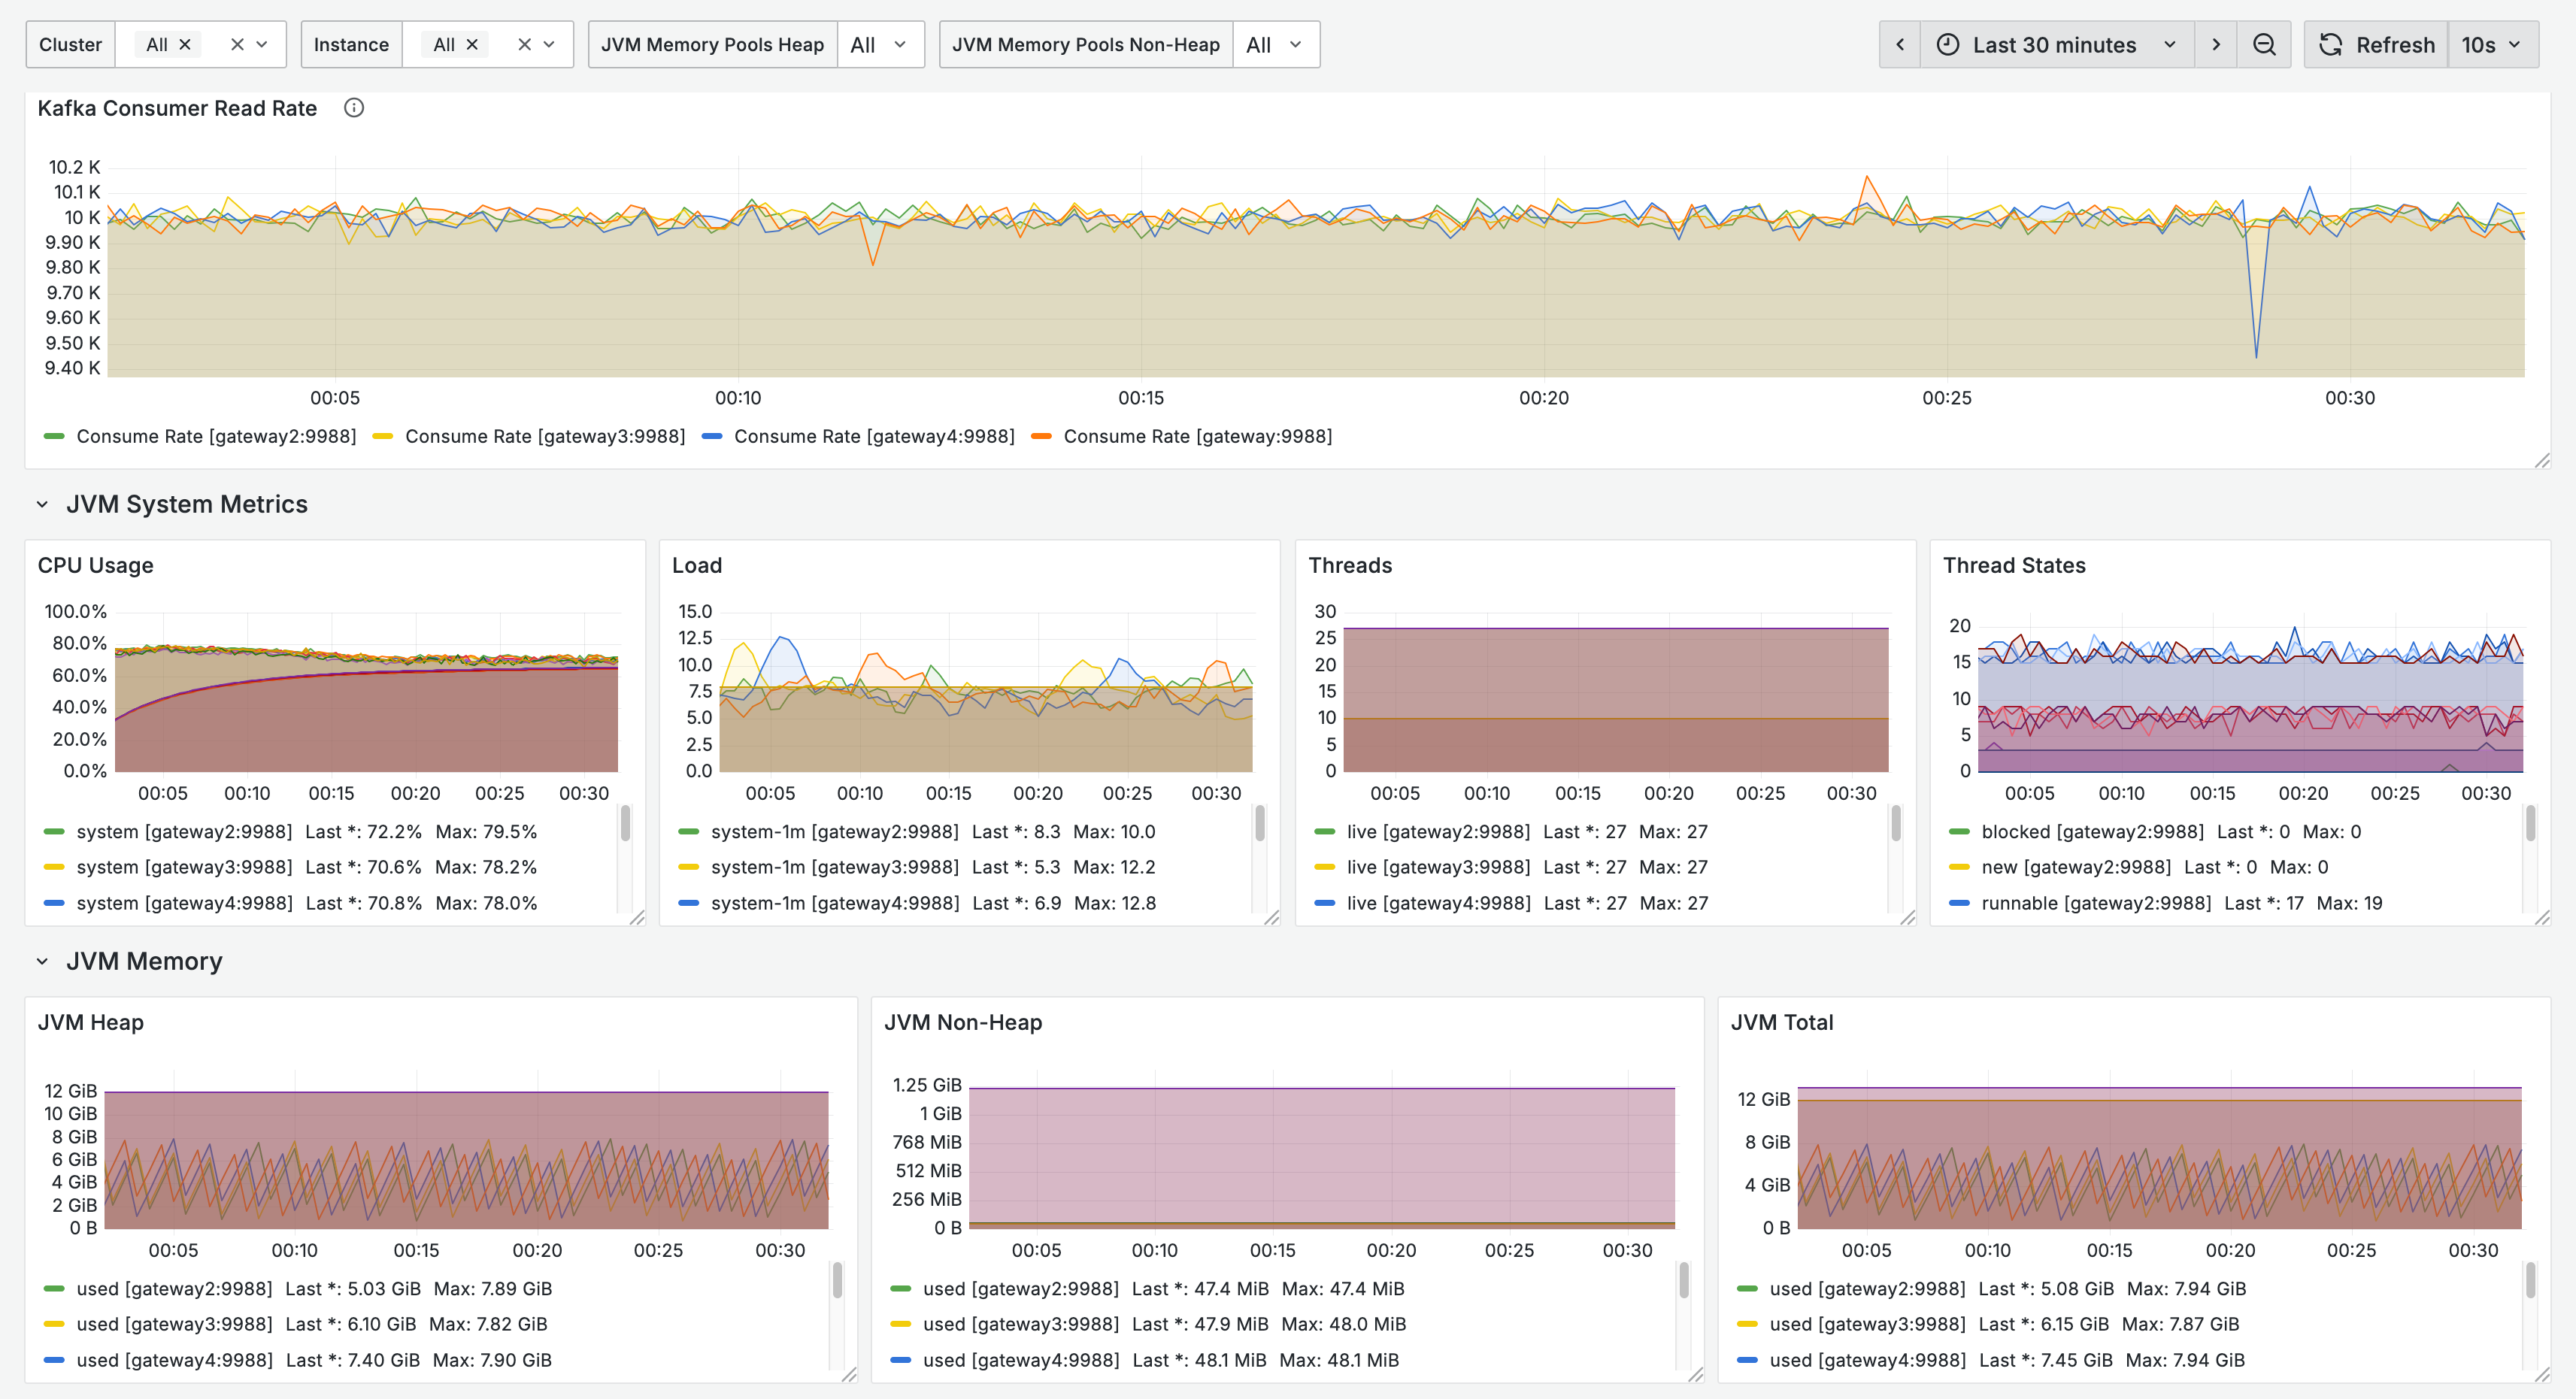 Cluster All Instance All JVM Memory Pools Heap All JVM Memory Pools Non-Heap All Last 30 minutes Refresh 10s
Kafka Consumer Read Rate
10.2 K
10.1 K
10 K
9.90 K
9.80 K
9.70 K
9.60 K
9.50 K
9.40 K
00:05 00:10 00:15 00:20 00:25 00:30
Consume Rate [gateway2:9988] Consume Rate [gateway3:9988] Consume Rate [gateway4:9988] Consume Rate [gateway:9988]
JVM System Metrics
CPU Usage
100.0%
80.0%
60.0%
40.0%
20.0%
0.0%
00:05 00:10 00:15 00:20 00:25 00:30
system [gateway2:9988] Last *: 72.2% Max: 79.5%
system [gateway3:9988] Last *: 70.6% Max: 78.2%
system [gateway4:9988] Last *: 70.8% Max: 78.0%
Load
15.0
12.5
10.0
7.5
5.0
2.5
0.0
00:05 00:10 00:15 00:20 00:25 00:30
system-1m [gateway2:9988] Last *: 8.3 Max: 10.0
system-1m [gateway3:9988] Last *: 5.3 Max: 12.2
system-1m [gateway4:9988] Last *: 6.9 Max: 12.8
Threads
30
25
20
15
10
5
0
00:05 00:10 00:15 00:20 00:25 00:30
live [gateway2:9988] Last *: 27 Max: 27
live [gateway3:9988] Last *: 27 Max: 27
live [gateway4:9988] Last *: 27 Max: 27
Thread States
20
15
10
5
0
00:05 00:10 00:15 00:20 00:25 00:30
blocked [gateway2:9988] Last *: 0 Max: 0
new [gateway2:9988] Last *: 0 Max: 0
runnable [gateway2:9988] Last *: 17 Max: 19
JVM Memory
JVM Heap
12 GiB
10 GiB
8 GiB
6 GiB
4 GiB
2 GiB
0 B
00:05 00:10 00:15 00:20 00:25 00:30
used [gateway2:9988] Last *: 5.03 GiB Max: 7.89 GiB
used [gateway3:9988] Last *: 6.10 GiB Max: 7.82 GiB
used [gateway4:9988] Last *: 7.40 GiB Max: 7.90 GiB
JVM Non-Heap
1.25 GiB
1 GiB
768 MiB
512 MiB
256 MiB
0 B
00:05 00:10 00:15 00:20 00:25 00:30
used [gateway2:9988] Last *: 47.4 MiB Max: 47.4 MiB
used [gateway3:9988] Last *: 47.9 MiB Max: 48.0 MiB
used [gateway4:9988] Last *: 48.1 MiB Max: 48.1 MiB
JVM Total
12 GiB
8 GiB
4 GiB
0 B
00:05 00:10 00:15 00:20 00:25 00:30
used [gateway2:9988] Last *: 5.08 GiB Max: 7.94 GiB
used [gateway3:9988] Last *: 6.15 GiB Max: 7.87 GiB
used [gateway4:9988] Last *: 7.45 GiB Max: 7.94 GiB